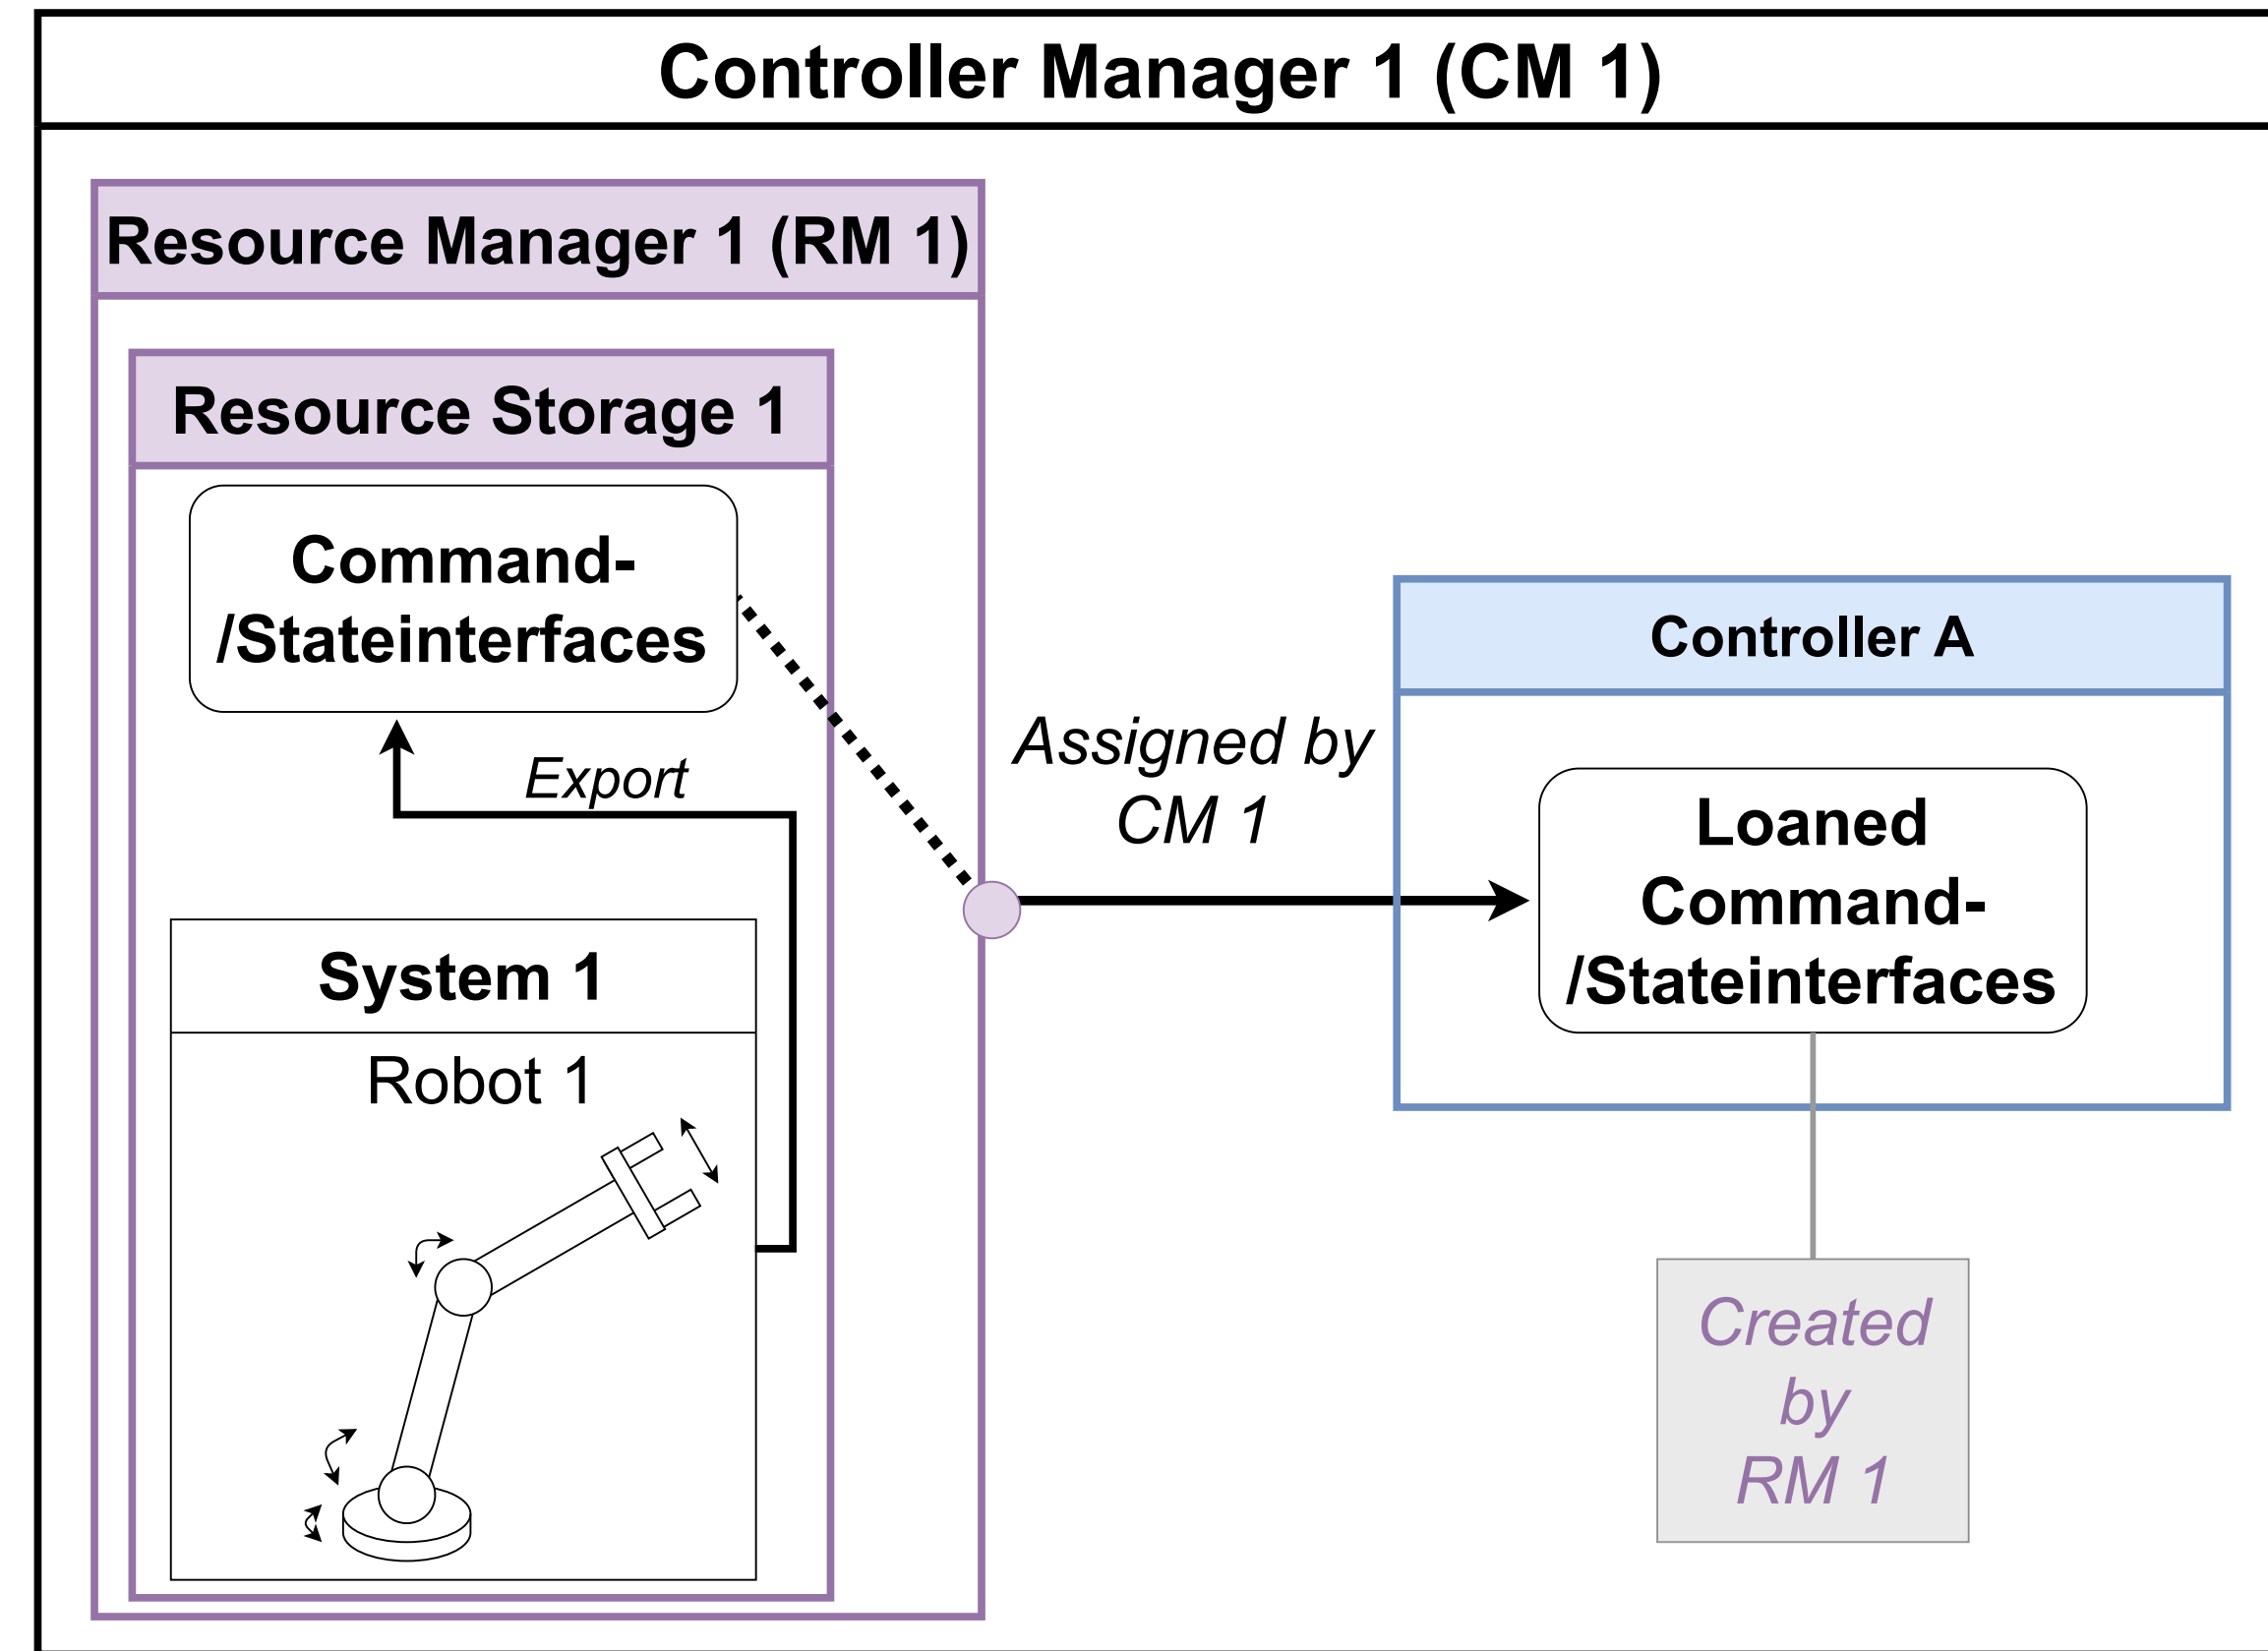 Controller Manager 1 (CM 1)
Resource Manager 1 (RM 1)
Ressource Storage 1
Command-
/Stateinterfaces
Export
System 1
Robot 1
Assigned by
CM 1
Controller A
Loaned
Command-
/Stateinterfaces
Created
by
RM 1